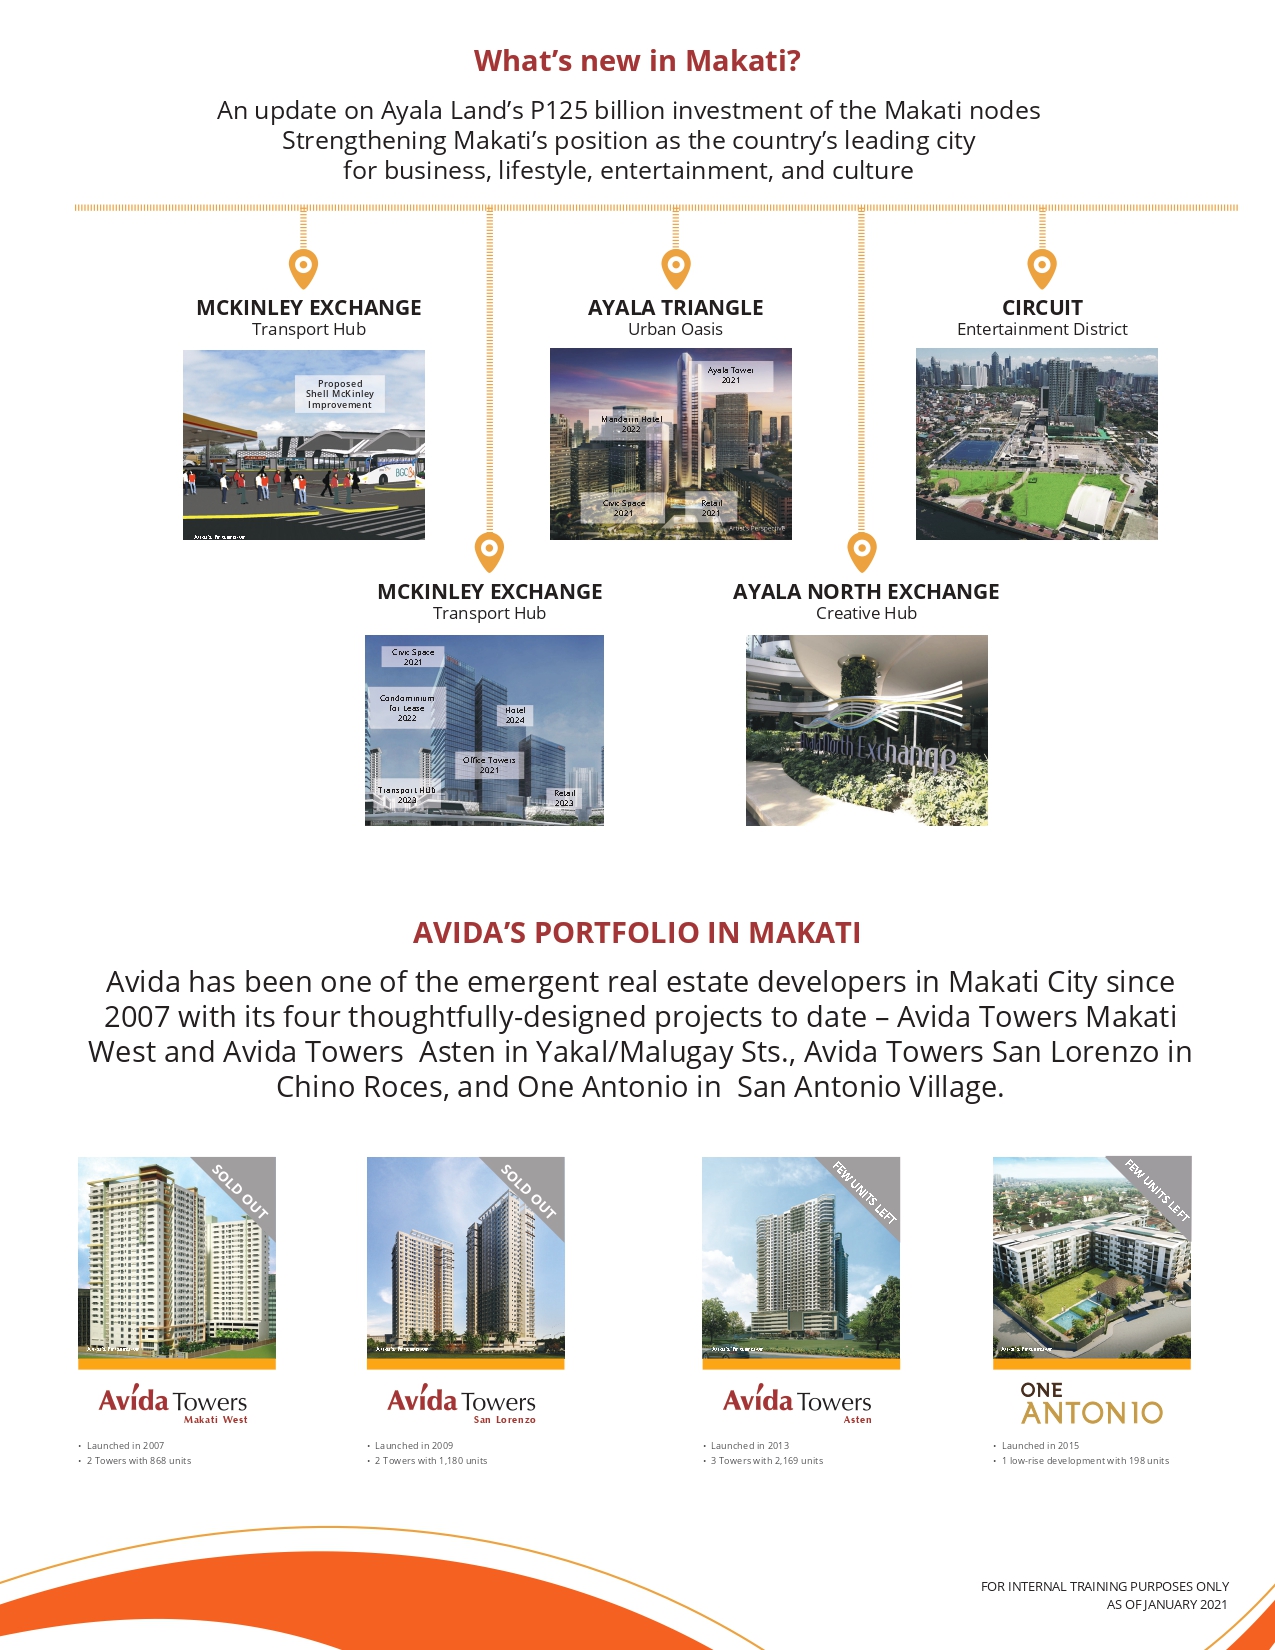 What's new in Makati?
An update on Ayala Land's P125 billion investment of the Makati nodes
Strengthening Makati's position as the country's leading city
for business, lifestyle, entertainment, and culture
MCKINLEY EXCHANGE
Transport Hub
Proposed
Shell McKinley
Improvement
BGC
Artist's Perspective
AYALA TRIANGLE
Urban Oasis
Ayala Tower
2021
Mandarin Hotel
2022
Civic Space
2021
Retail
2021
Artist's Perspective
CIRCUIT
Entertainment District
MCKINLEY EXCHANGE
Transport Hub
Civic Space
2021
Condominium
for Lease
2022
Hotel
2024
Office Towers
2021
Transport HUb
2023
Retail
2023
AYALA NORTH EXCHANGE
Creative Hub
Ayala North Exchange
AVIDA'S PORTFOLIO IN MAKATI
Avida has been one of the emergent real estate developers in Makati City since
2007 with its four thoughtfully-designed projects to date – Avida Towers Makati
West and Avida Towers  Asten in Yakal/Malugay Sts., Avida Towers San Lorenzo in
Chino Roces, and One Antonio in  San Antonio Village.
SOLD OUT
Artist's Perspective
Avida Towers
Makati West
• Launched in 2007
• 2 Towers with 868 units
SOLD OUT
Artist's Perspective
Avida Towers
San Lorenzo
• Launched in 2009
• 2 Towers with 1,180 units
FEW UNITS LEFT
Artist's Perspective
Avida Towers
Asten
• Launched in 2013
• 3 Towers with 2,169 units
FEW UNITS LEFT
Artist's Perspective
ONE
ANTONIO
• Launched in 2015
• 1 low-rise development with 198 units
FOR INTERNAL TRAINING PURPOSES ONLY
AS OF JANUARY 2021